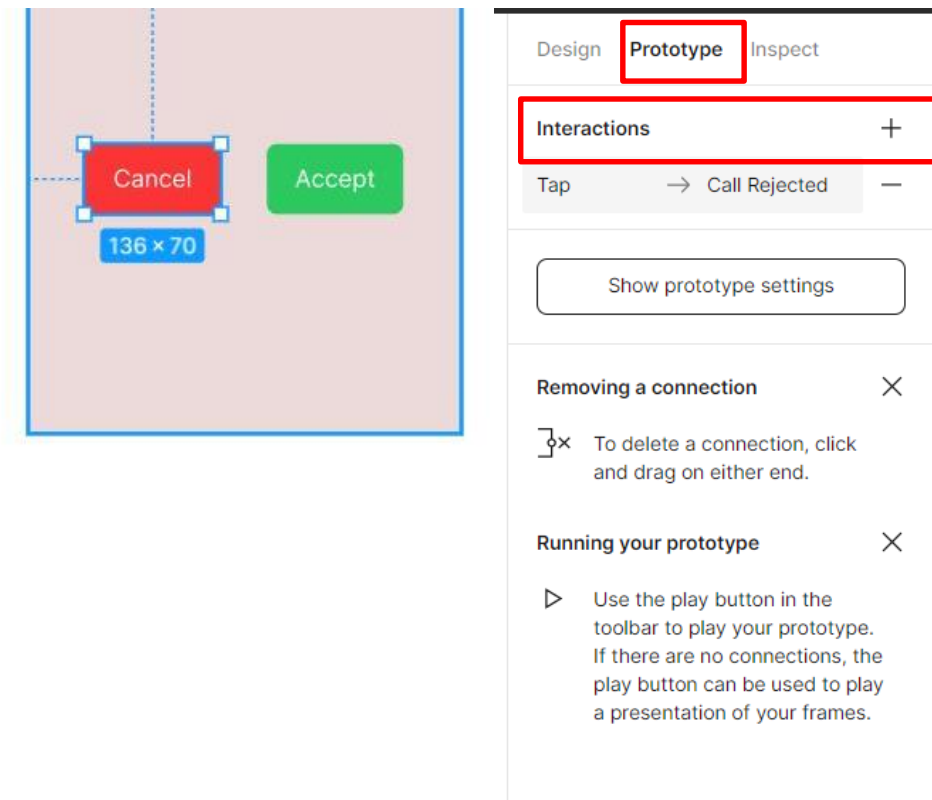 Cancel
Accept
136 × 70
Design Prototype Inspect
Interactions
Tap → Call Rejected
Show prototype settings
Removing a connection
To delete a connection, click
and drag on either end.
Running your prototype
Use the play button in the
toolbar to play your prototype.
If there are no connections, the
play button can be used to play
a presentation of your frames.